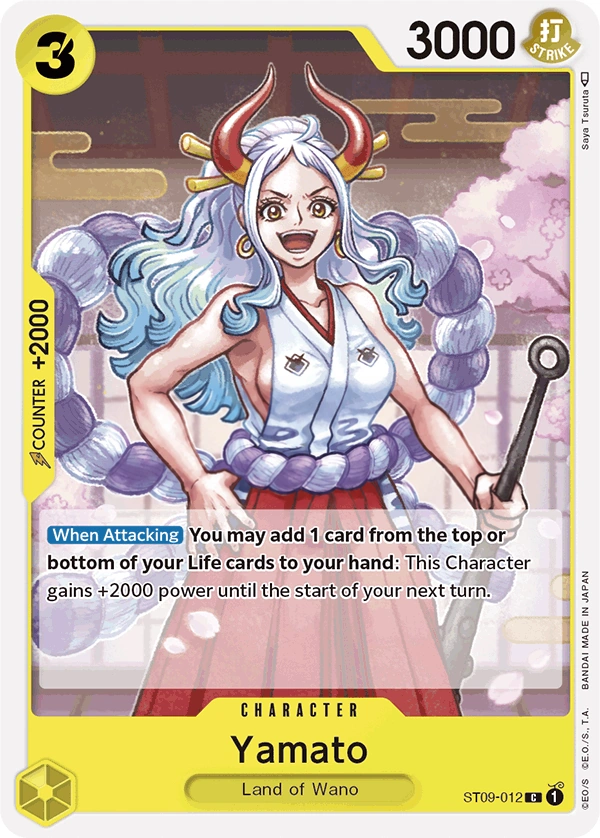 3
3000
打
STRIKE
Saya Tsuruta
COUNTER +2000
When Attacking You may add 1 card from the top or
bottom of your Life cards to your hand: This Character
gains +2000 power until the start of your next turn.
CHARACTER
Yamato
Land of Wano
ST09-012 C 1
©EO/S ©E.O./S., T.A. BANDAI MADE IN JAPAN